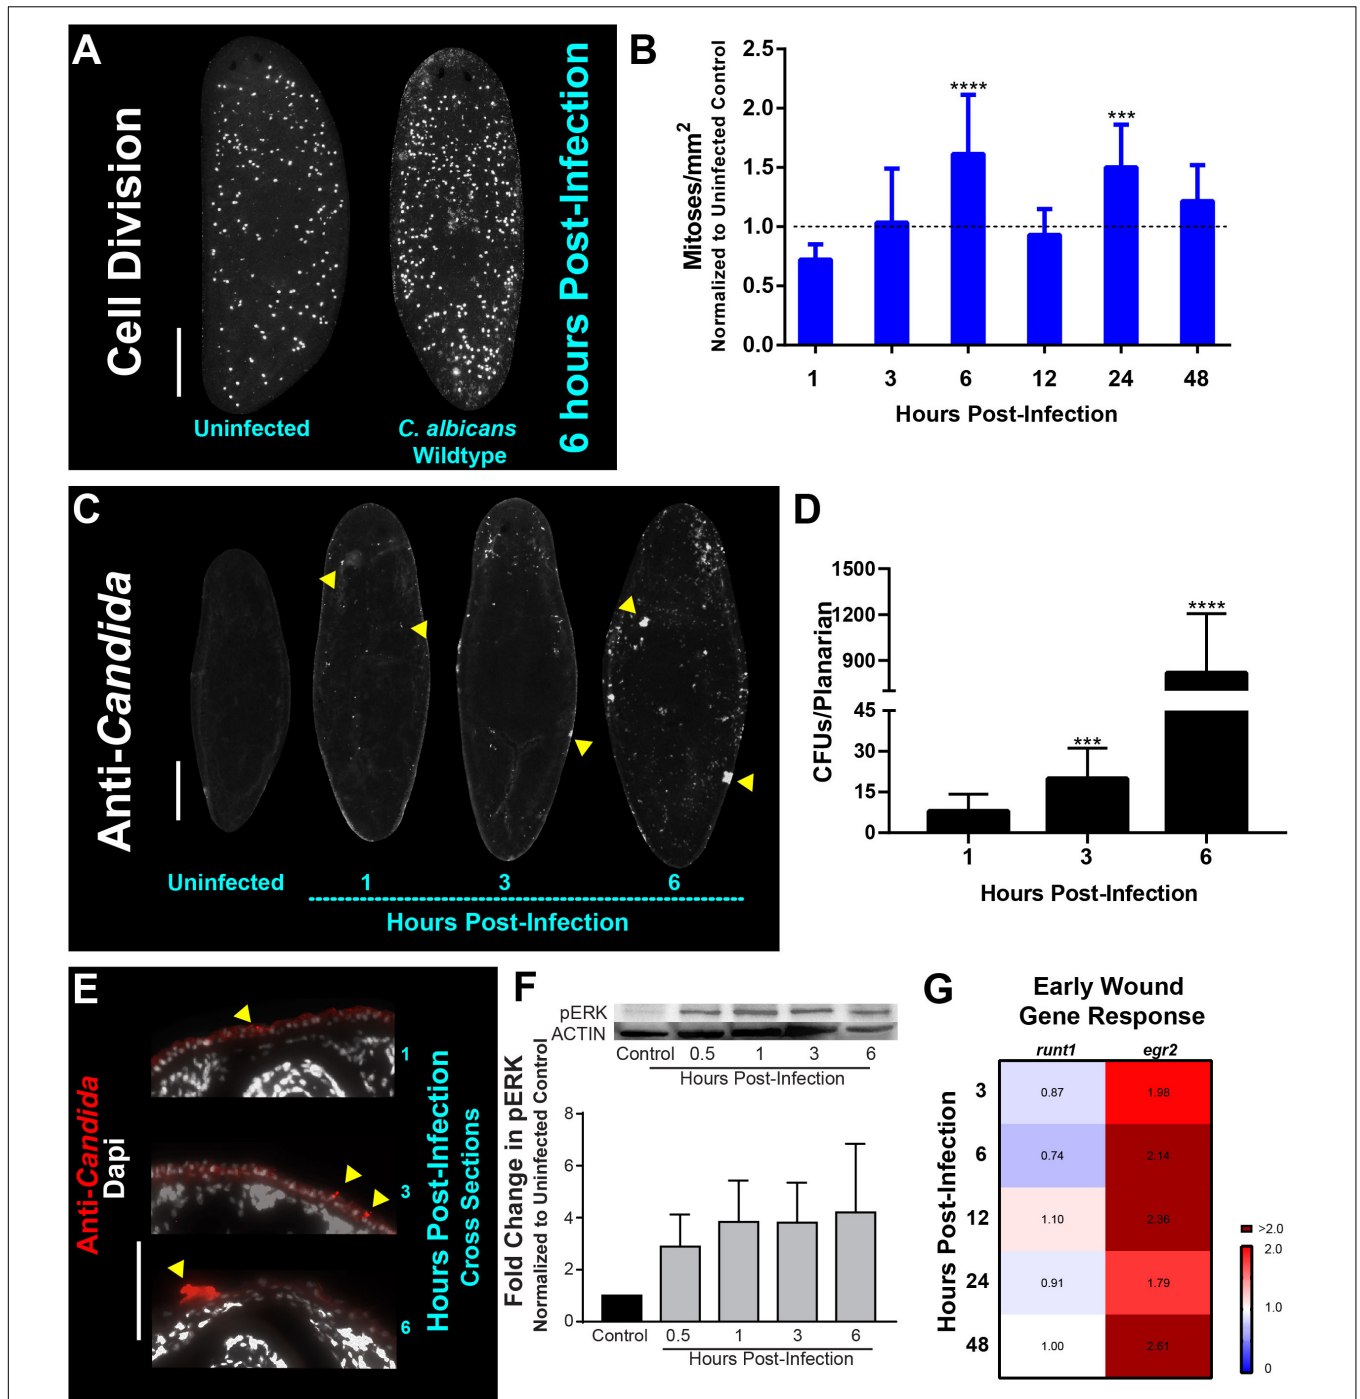 A
Cell Division
Uninfected
C. albicans
Wildtype
6 hours Post-Infection
B
Mitoses/mm2
Normalized to Uninfected Control
2.5
2.0
1.5
1.0
0.5
0.0
****
***
1 3 6 12 24 48
Hours Post-Infection
C
Anti-Candida
Uninfected
1 3 6
Hours Post-Infection
D
CFUs/Planarian
1500
1200
900
45
30
15
0
***
****
1 3 6
Hours Post-Infection
E
Anti-Candida
Dapi
1
3
6
Hours Post-Infection
Cross Sections
F
pERK
ACTIN
Control 0.5 1 3 6
Hours Post-Infection
Fold Change in pERK
Normalized to Uninfected Control
8
6
4
2
0
Control 0.5 1 3 6
Hours Post-Infection
G
Early Wound
Gene Response
runt1 egr2
Hours Post-Infection
3 0.87 1.98
6 0.74 2.14
12 1.10 2.36
24 0.91 1.79
48 1.00 2.61
>2.0
2.0
1.0
0